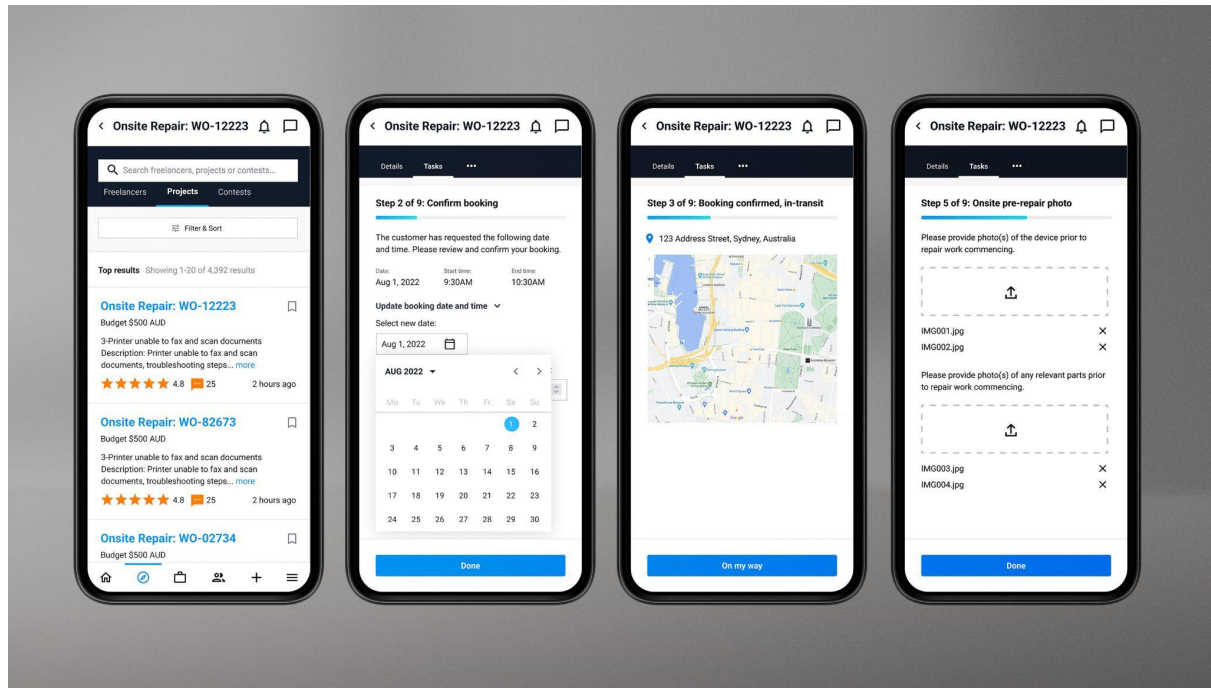 Onsite Repair: WO-12223
Search freelancers, projects or contests...
Freelancers Projects Contests
Filter & Sort
Top results Showing 1-20 of 4,392 results
Onsite Repair: WO-12223
Budget $500 AUD
3-Printer unable to fax and scan documents
Description: Printer unable to fax and scan
documents, troubleshooting steps... more
4.8 25 2 hours ago
Onsite Repair: WO-82673
Budget $500 AUD
3-Printer unable to fax and scan documents
Description: Printer unable to fax and scan
documents, troubleshooting steps... more
4.8 25 2 hours ago
Onsite Repair: WO-02734
Budget $500 AUD
Onsite Repair: WO-12223
Details Tasks
Step 2 of 9: Confirm booking
The customer has requested the following date
and time. Please review and confirm your booking.
Date: Start time: End time:
Aug 1, 2022 9:30AM 10:30AM
Update booking date and time
Select new date:
Aug 1, 2022
AUG 2022
Mo Tu We Th Fr Sa Su
1 2
3 4 5 6 7 8 9
10 11 12 13 14 15 16
17 18 19 20 21 22 23
24 25 26 27 28 29 30
Done
Onsite Repair: WO-12223
Details Tasks
Step 3 of 9: Booking confirmed, in-transit
123 Address Street, Sydney, Australia
Google
On my way
Onsite Repair: WO-12223
Details Tasks
Step 5 of 9: Onsite pre-repair photo
Please provide photo(s) of the device prior to
repair work commencing.
IMG001.jpg
IMG002.jpg
Please provide photo(s) of any relevant parts prior
to repair work commencing.
IMG003.jpg
IMG004.jpg
Done